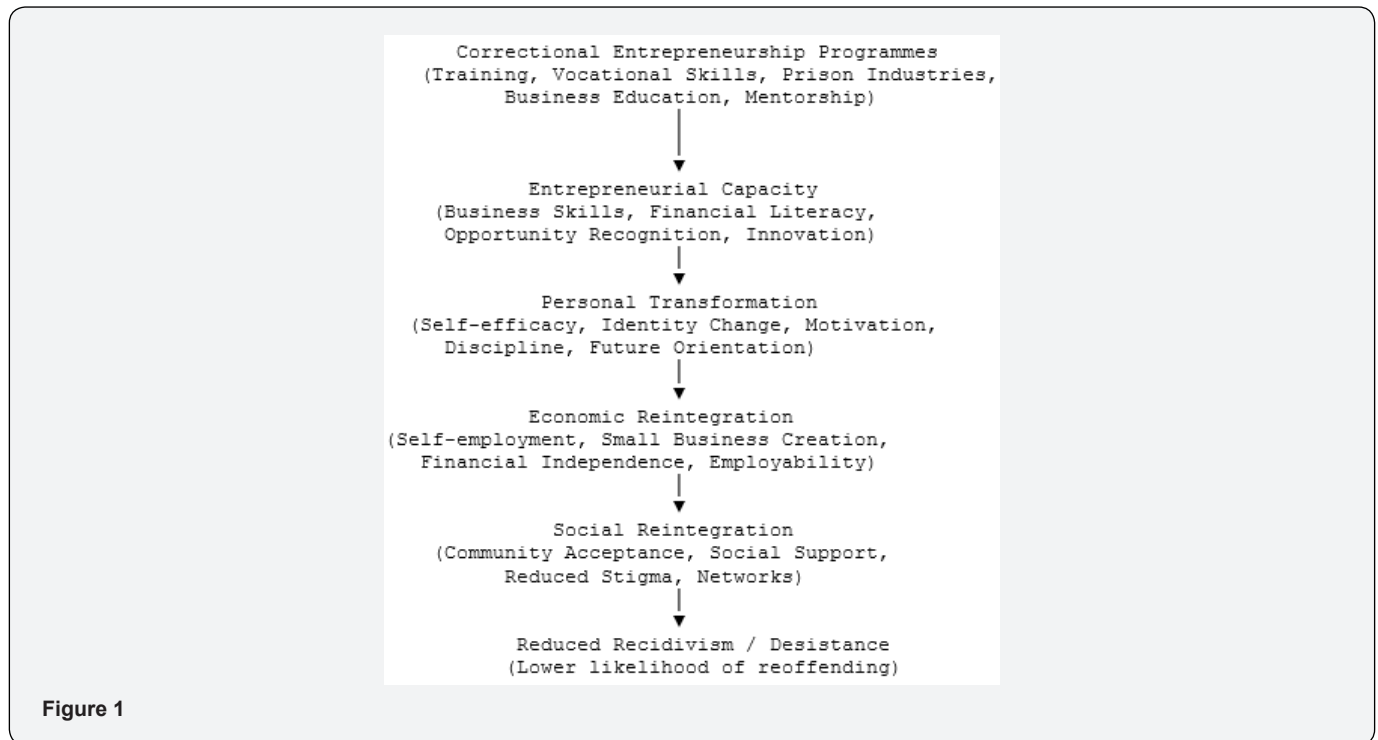 Correctional Entrepreneurship Programmes
(Training, Vocational Skills, Prison Industries,
Business Education, Mentorship)
Entrepreneurial Capacity
(Business Skills, Financial Literacy,
Opportunity Recognition, Innovation)
Personal Transformation
(Self-efficacy, Identity Change, Motivation,
Discipline, Future Orientation)
Economic Reintegration
(Self-employment, Small Business Creation,
Financial Independence, Employability)
Social Reintegration
(Community Acceptance, Social Support,
Reduced Stigma, Networks)
Reduced Recidivism / Desistance
(Lower likelihood of reoffending)
Figure 1